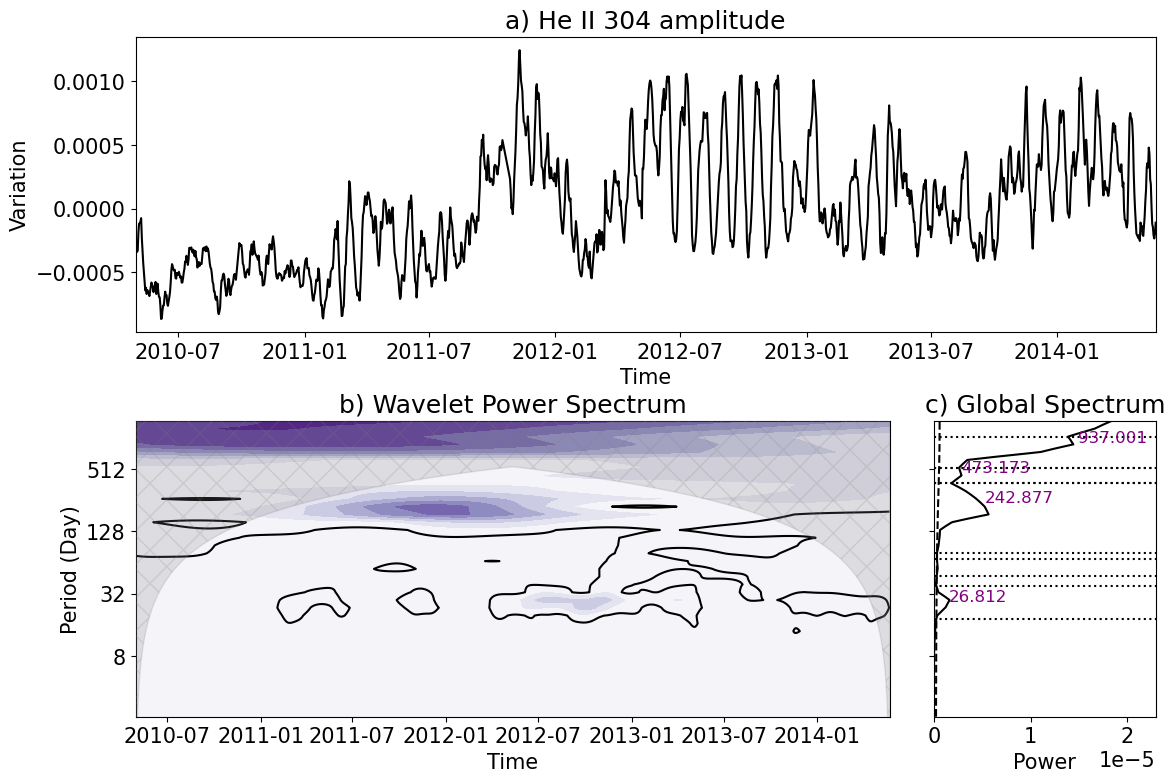 a) He II 304 amplitude
Variation
0.0010
0.0005
0.0000
−0.0005
2010-07 2011-01 2011-07 2012-01 2012-07 2013-01 2013-07 2014-01
Time
b) Wavelet Power Spectrum
Period (Day)
512
128
32
8
2010-07 2011-01 2011-07 2012-01 2012-07 2013-01 2013-07 2014-01
Time
c) Global Spectrum
937.001
473.173
242.877
26.812
0 1 2
Power 1e−5